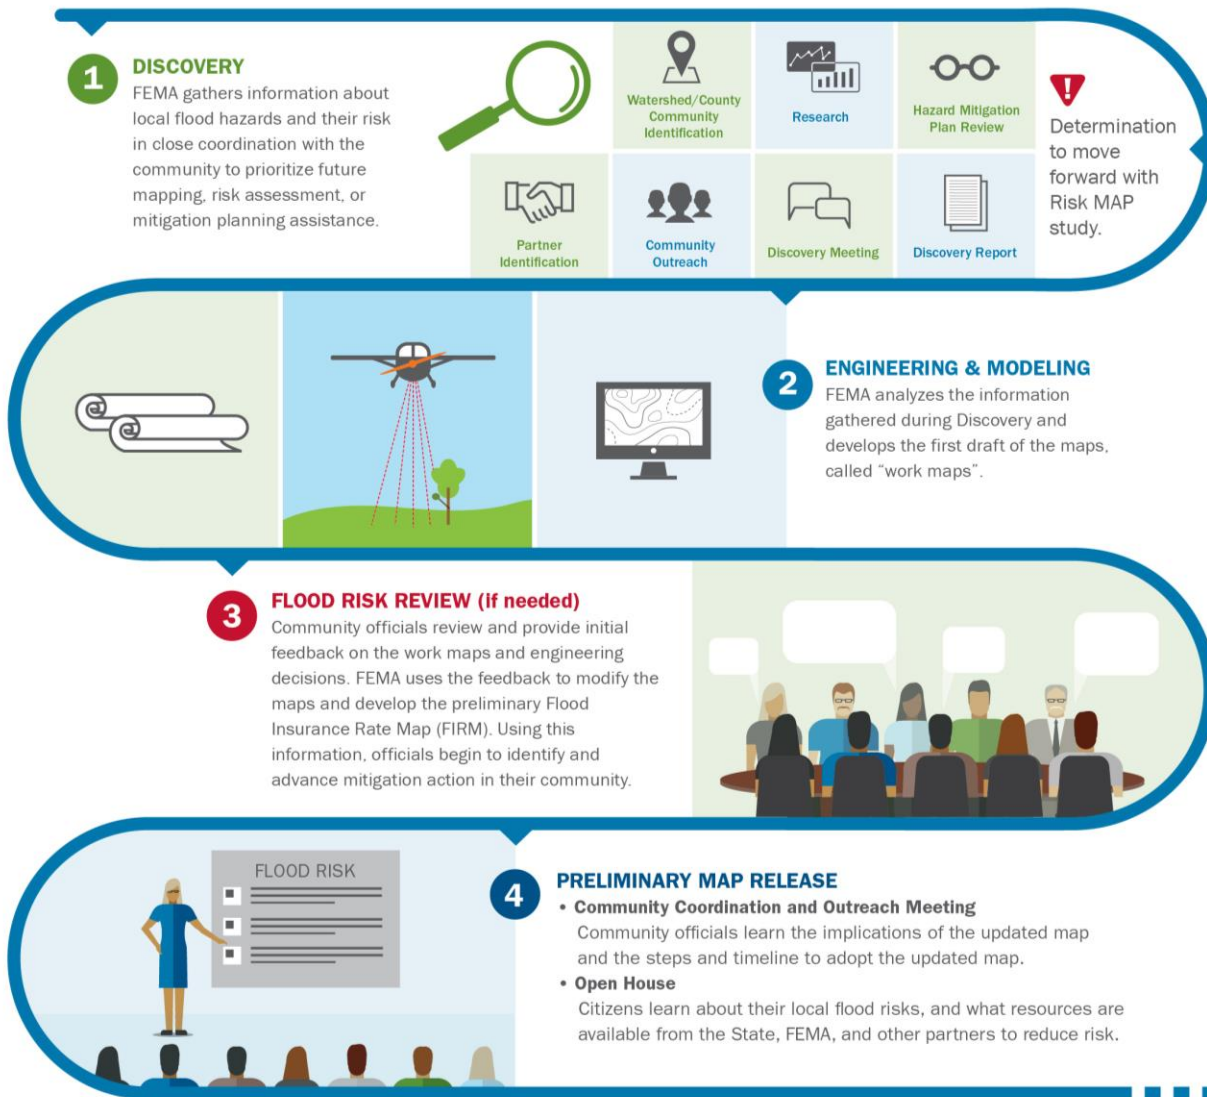 1
DISCOVERY
FEMA gathers information about
local flood hazards and their risk
in close coordination with the
community to prioritize future
mapping, risk assessment, or
mitigation planning assistance.
Watershed/County
Community
Identification
Research
Hazard Mitigation
Plan Review
Partner
Identification
Community
Outreach
Discovery Meeting
Discovery Report
!
Determination
to move
forward with
Risk MAP
study.
2
ENGINEERING & MODELING
FEMA analyzes the information
gathered during Discovery and
develops the first draft of the maps,
called “work maps”.
3
FLOOD RISK REVIEW (if needed)
Community officials review and provide initial
feedback on the work maps and engineering
decisions. FEMA uses the feedback to modify the
maps and develop the preliminary Flood
Insurance Rate Map (FIRM). Using this
information, officials begin to identify and
advance mitigation action in their community.
FLOOD RISK
4
PRELIMINARY MAP RELEASE
• Community Coordination and Outreach Meeting
Community officials learn the implications of the updated map
and the steps and timeline to adopt the updated map.
• Open House
Citizens learn about their local flood risks, and what resources are
available from the State, FEMA, and other partners to reduce risk.